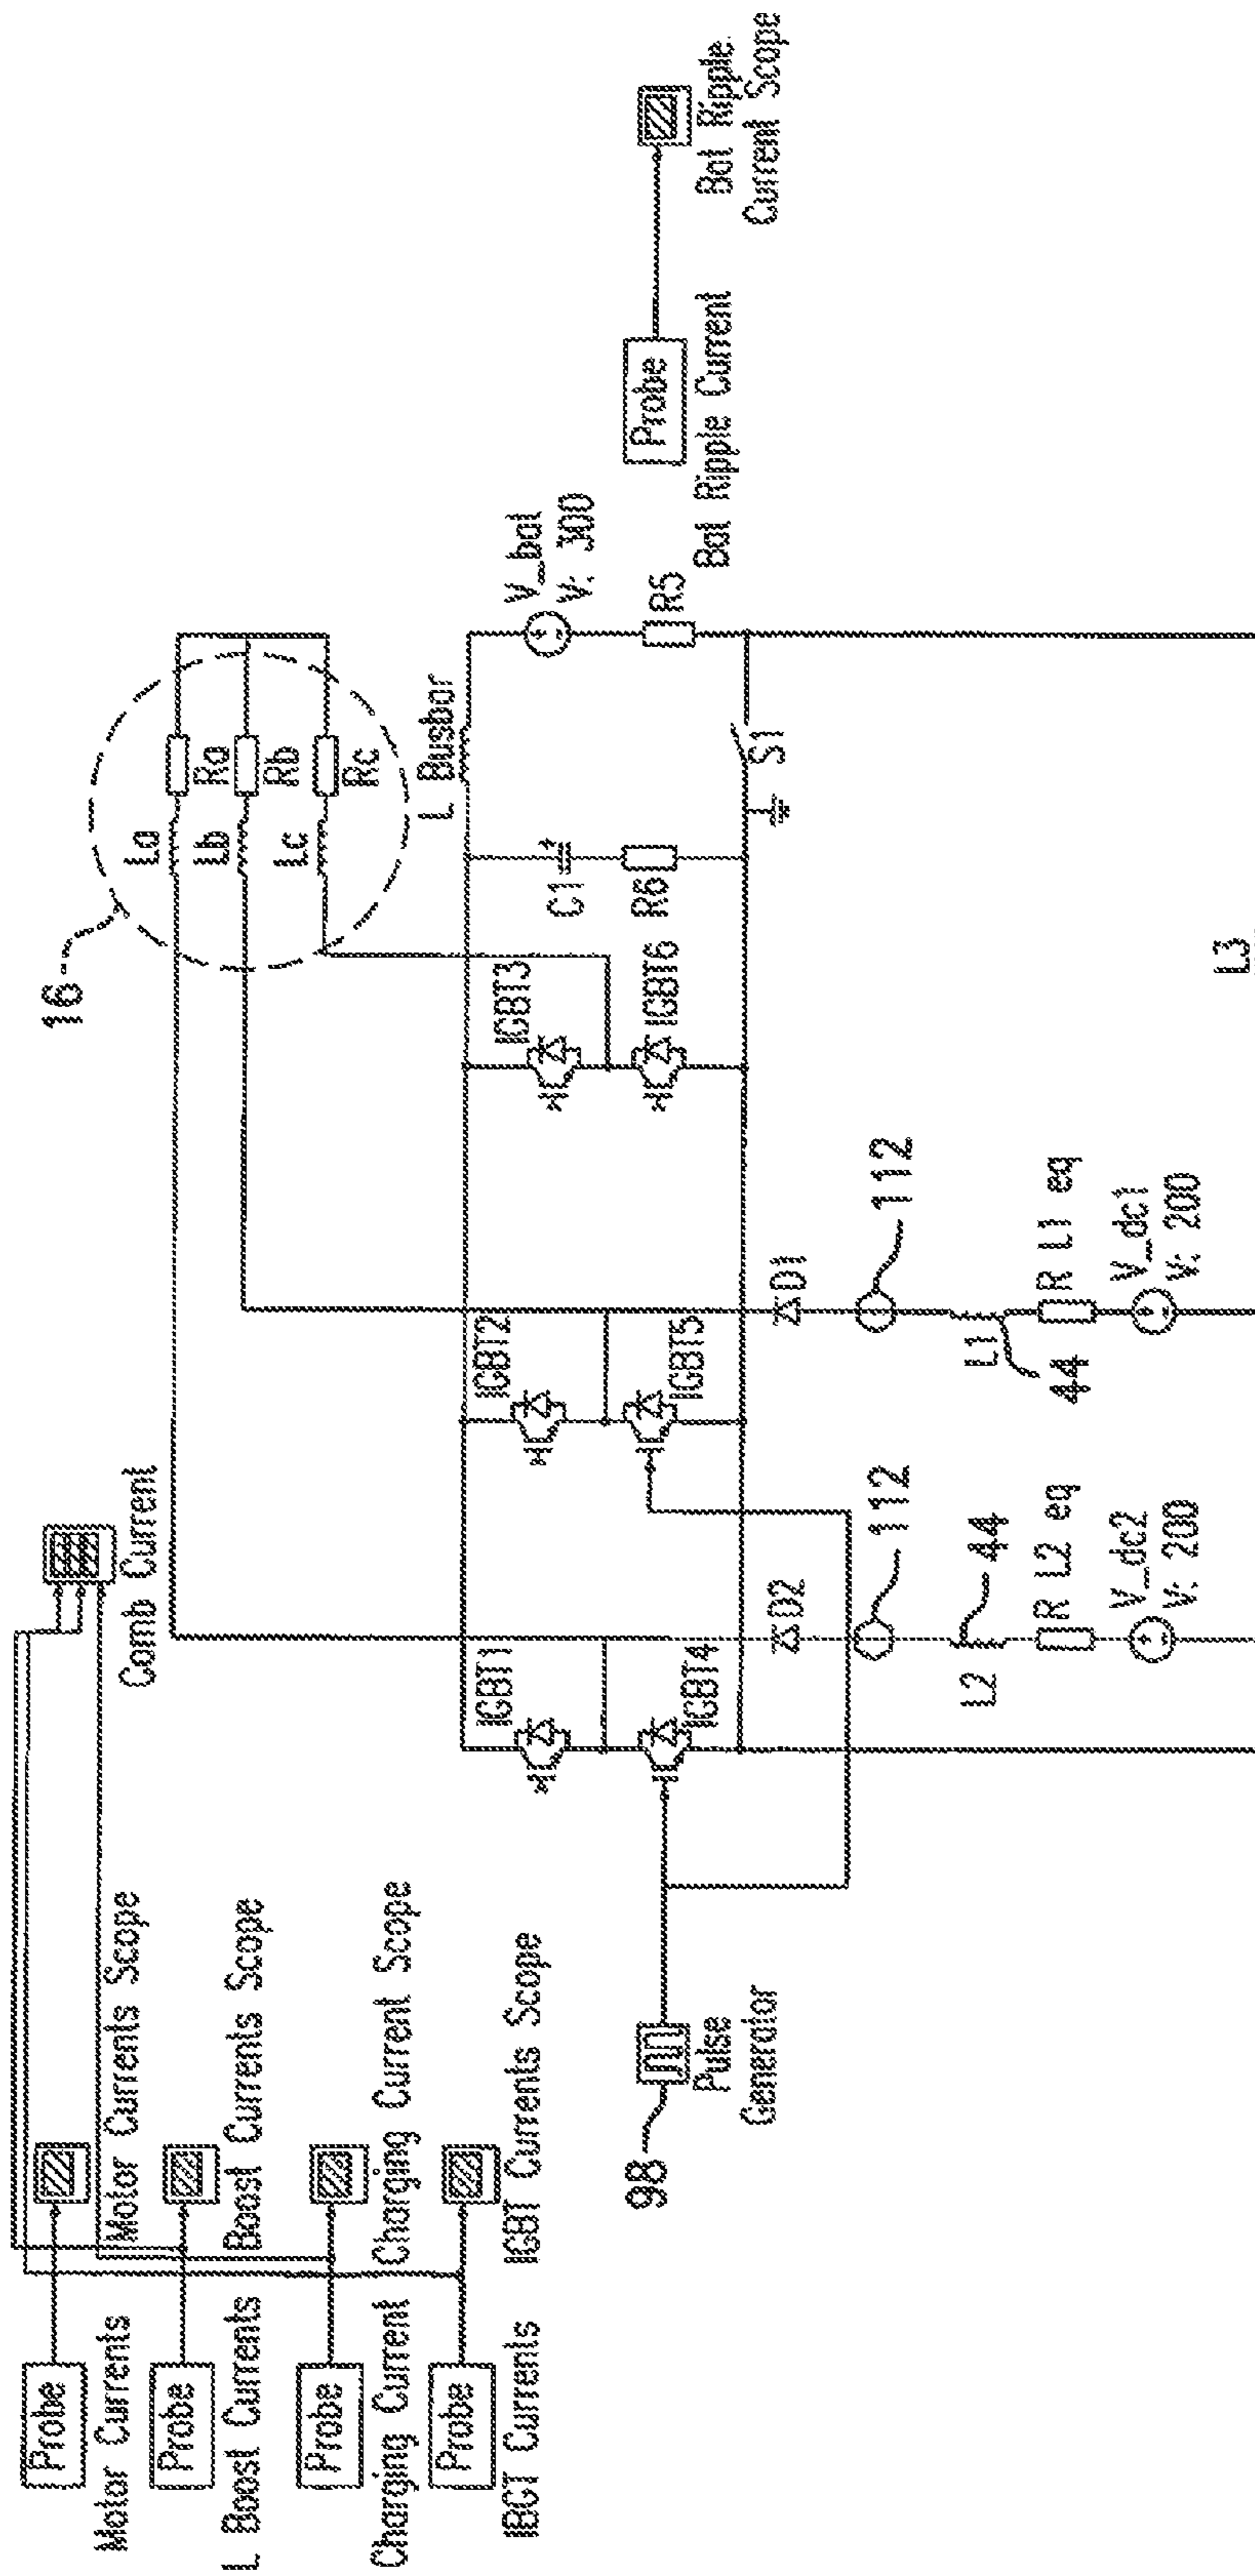 Probe
Motor Currents
Motor Currents Scope
Probe
L Boost Currents
Boost Currents Scope
Probe
Charging Current
Charging Current Scope
Probe
IBCT Currents
IGBT Currents Scope
Comb Current
16
La
Ra
Lb
Rb
Lc
Rc
L Busbar
98
Pulse
Generator
IGBT1
IGBT2
IGBT3
IGBT4
IGBT5
IGBT6
C1
R6
V_bat
V: 300
R5
S1
Probe
Bat Ripple Current
Bat Ripple
Current Scope
D2
112
L2
44
R L2 eq
V_dc2
V: 200
D1
112
L1
44
R L1 eq
V_dc1
V: 200
L3